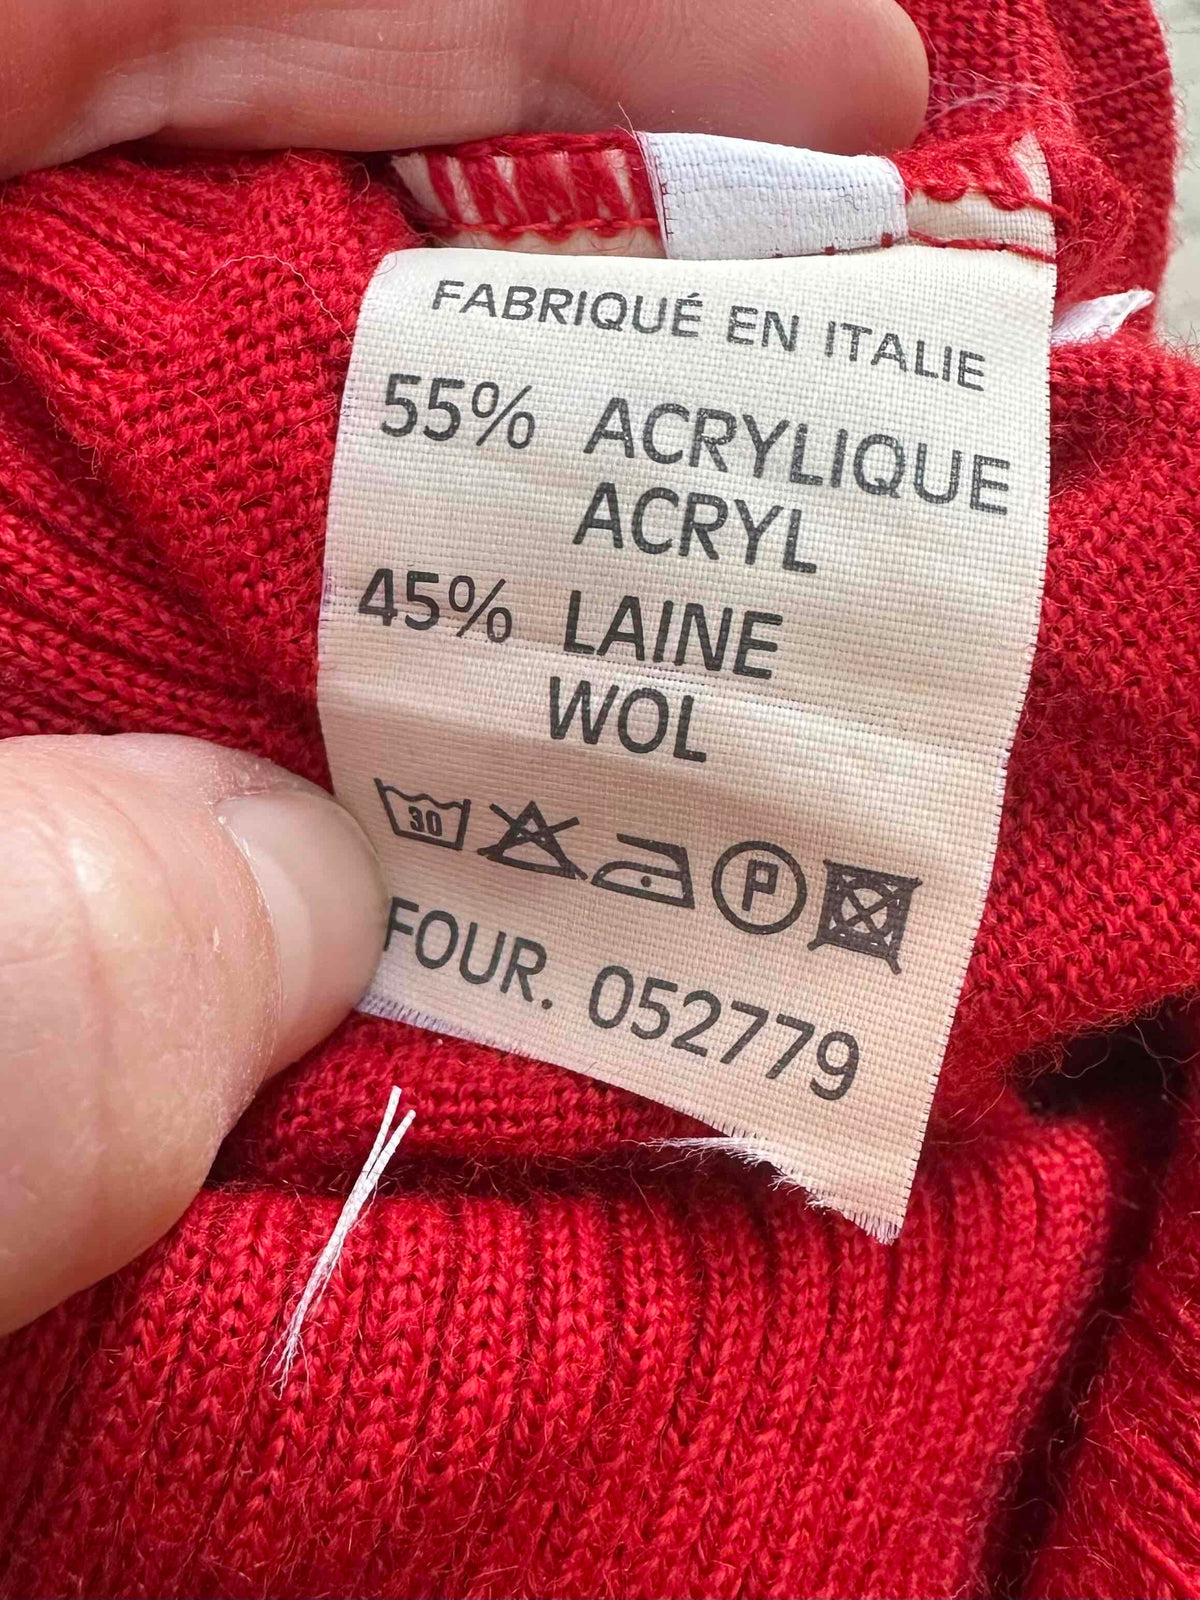 FABRIQUÉ EN ITALIE
55% ACRYLIQUE
ACRYL
45% LAINE
WOL
30 P
FOUR. 052779